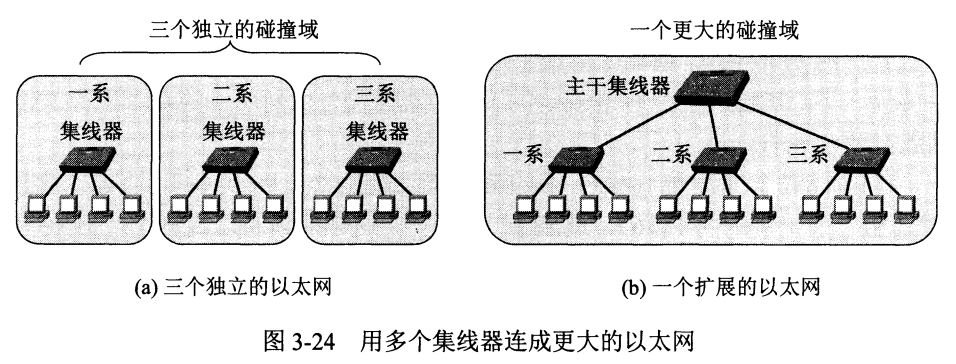 三个独立的碰撞域
一系
集线器
二系
集线器
三系
集线器
(a) 三个独立的以太网
一个更大的碰撞域
主干集线器
一系
二系
三系
(b) 一个扩展的以太网
图 3-24 用多个集线器连成更大的以太网